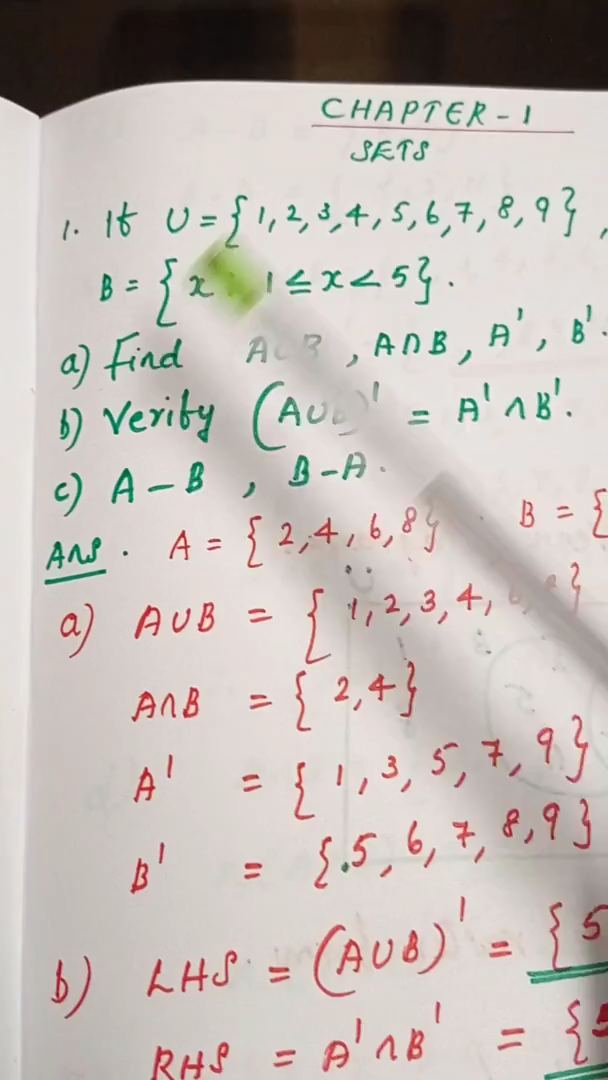 CHAPTER-1
SETS
1. If U = {1, 2, 3, 4, 5, 6, 7, 8, 9},
B = {x 1 ≤ x < 5}.
a) Find A∪B, A∩B, A', B'.
b) Verify (A∪B)' = A' ∩ B'.
c) A - B, B - A.
Ans. A = {2, 4, 6, 8} B = {
a) A∪B = {1, 2, 3, 4, }
A∩B = {2, 4}
A' = {1, 3, 5, 7, 9}
B' = {5, 6, 7, 8, 9}
b) LHS = (A∪B)' = {5
RHS = A' ∩ B' = {5